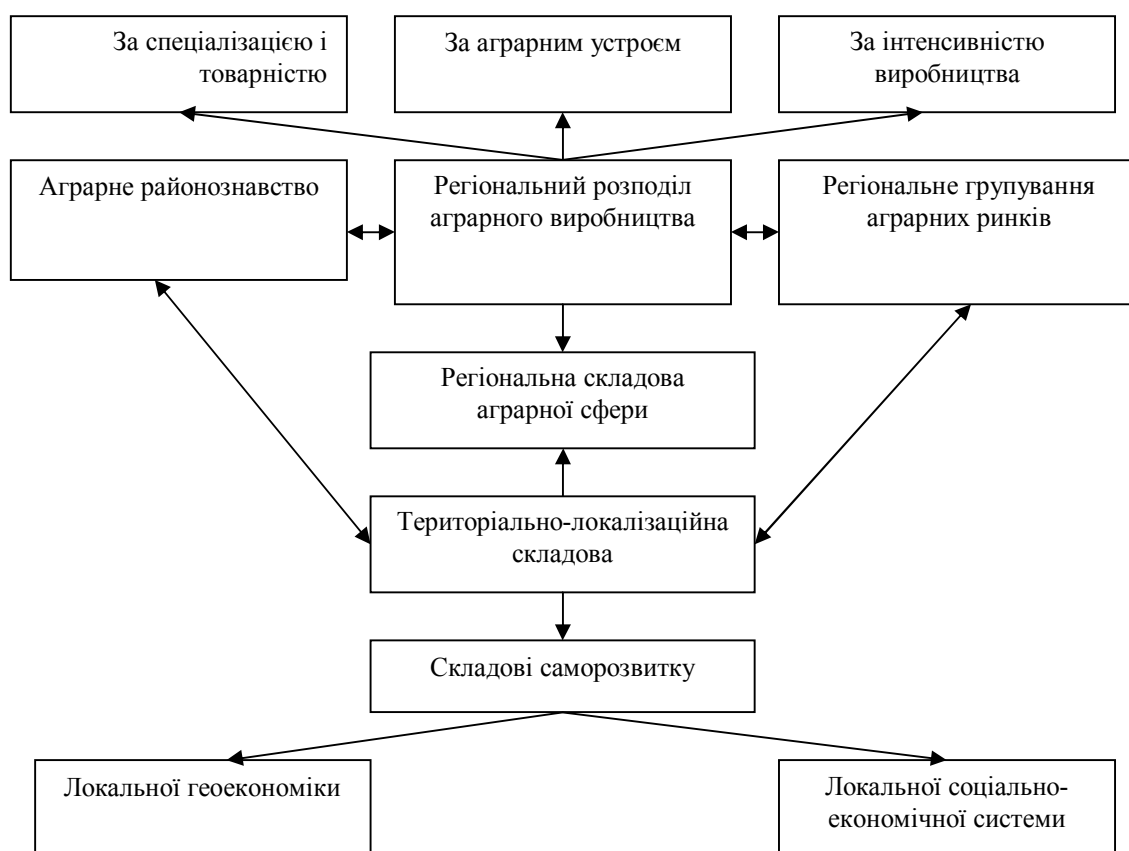 За спеціалізацією і
товарністю
За аграрним устроєм
За інтенсивністю
виробництва
Аграрне районознавство
Регіональний розподіл
аграрного виробництва
Регіональне групування
аграрних ринків
Регіональна складова
аграрної сфери
Територіально-локалізаційна
складова
Складові саморозвитку
Локальної геоекономіки
Локальної соціально-
економічної системи